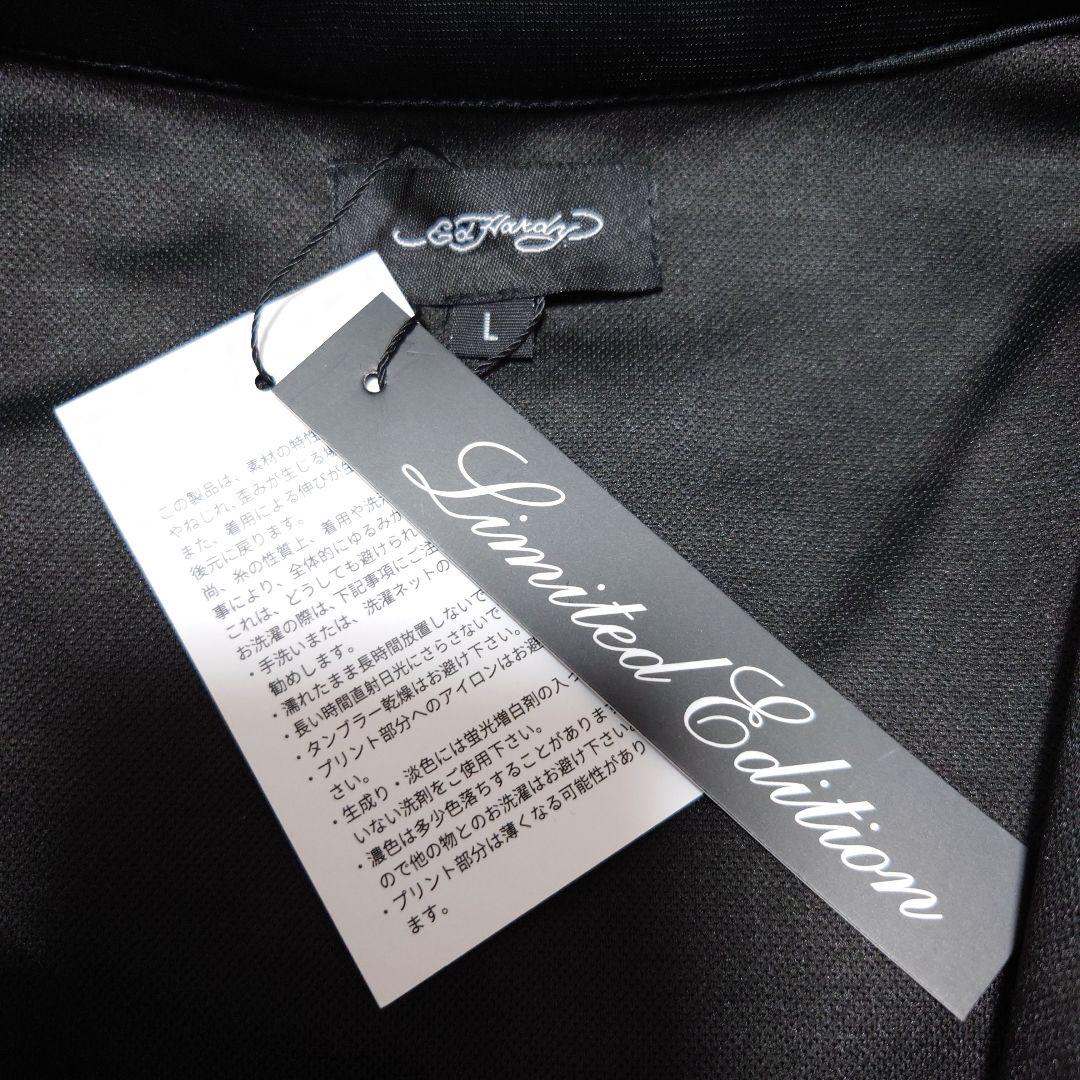 Ed Hardy
L
Limited Edition
この製品は、素材の特性
やねじれ、歪みが生じる
また、着用による伸びが
後元に戻ります。
尚、糸の性質上、着用や洗
事により、全体的にゆるみが
これは、どうしても避けられ
お洗濯の際は、下記事項にご注
・手洗いまたは、洗濯ネットの
勧めします。
・濡れたまま長時間放置しないで
・長い時間直射日光にさらさないで
・タンブラー乾燥はお避け下さい。
・プリント部分へのアイロンはお避
さい。
・生成り・淡色には蛍光増白剤の入っ
いない洗剤をご使用下さい。
・濃色は多少色落ちすることがあります
ので他の物とのお洗濯はお避け下さい。
・プリント部分は薄くなる可能性があり
ます。